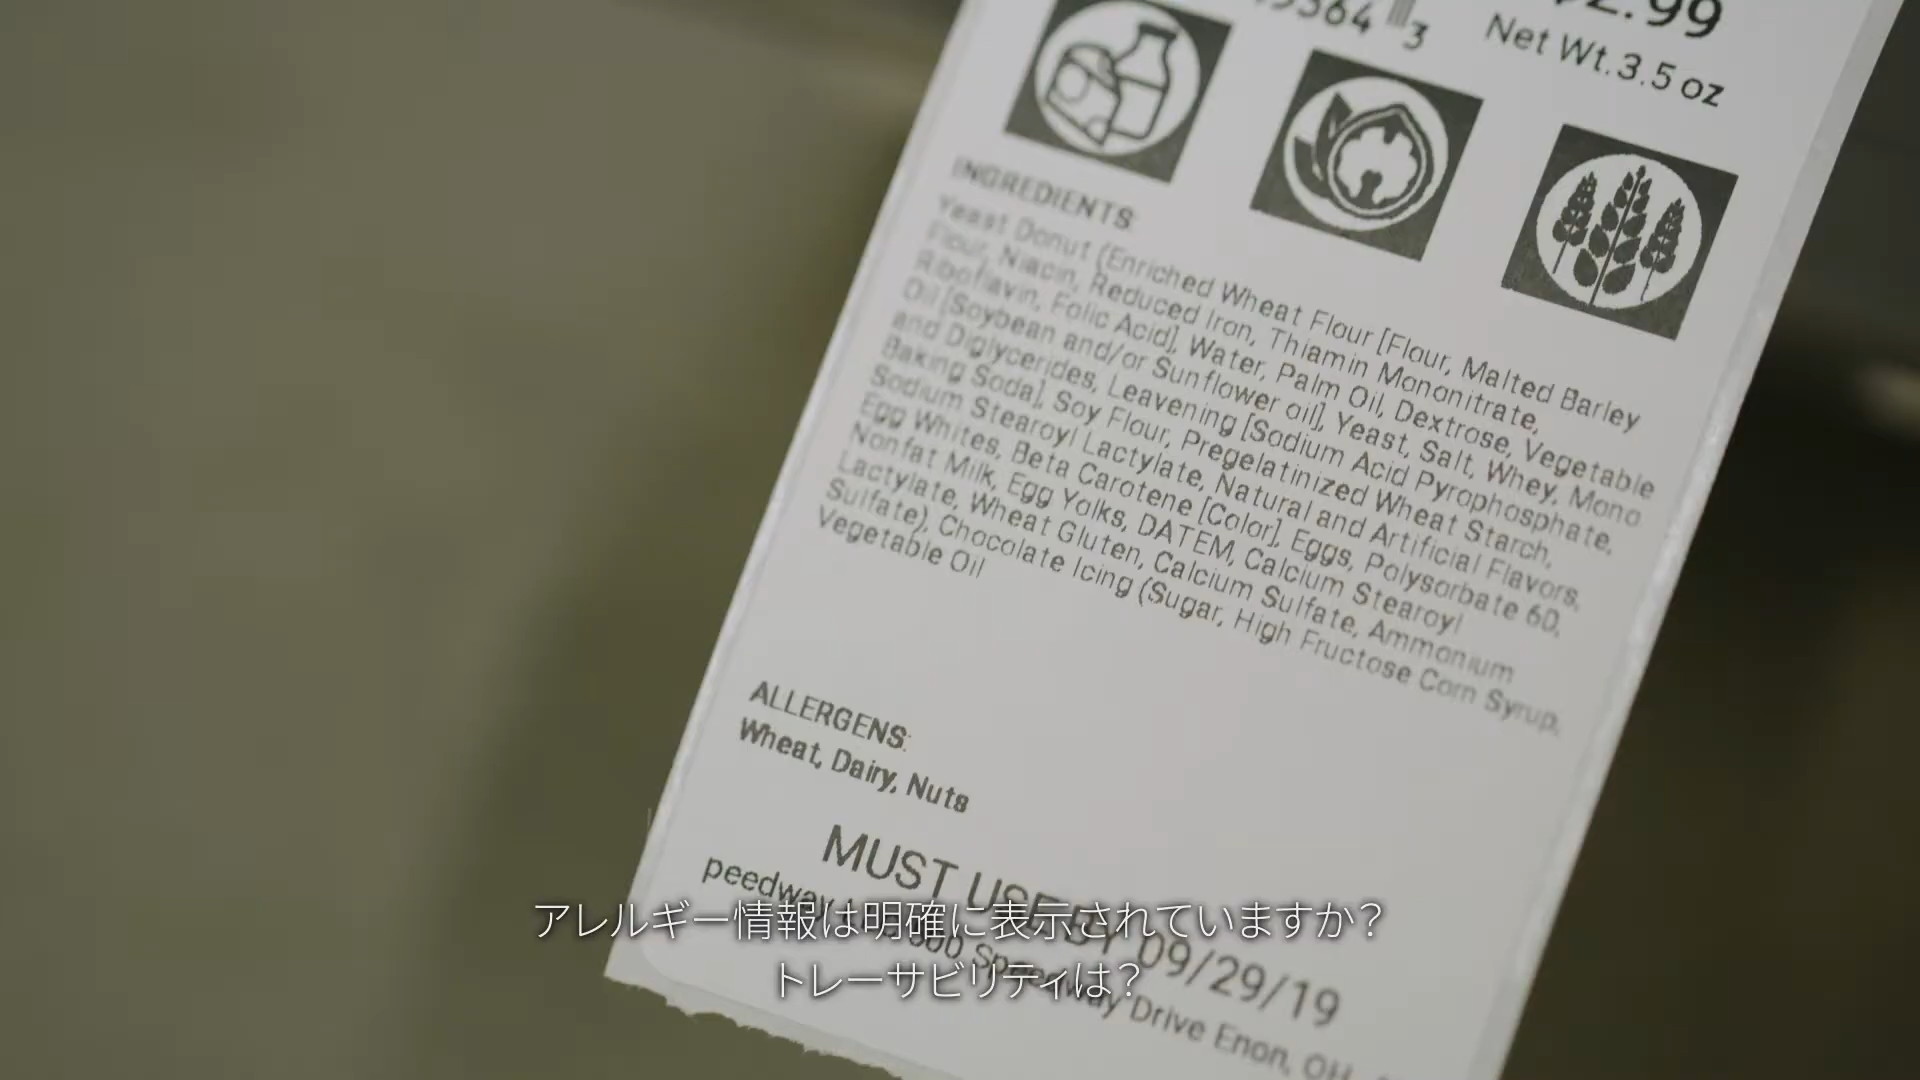 $2.99
Net Wt. 3.5 oz
INGREDIENTS:
Yeast Donut (Enriched Wheat Flour [Flour, Malted Barley
Flour, Niacin, Reduced Iron, Thiamin Mononitrate,
Riboflavin, Folic Acid], Water, Palm Oil, Dextrose, Vegetable
Oil [Soybean and/or Sunflower oil], Yeast, Salt, Whey, Mono
and Diglycerides, Leavening [Sodium Acid Pyrophosphate,
Baking Soda], Soy Flour, Pregelatinized Wheat Starch,
Sodium Stearoyl Lactylate, Natural and Artificial Flavors,
Egg Whites, Beta Carotene [Color], Eggs, Polysorbate 60,
Nonfat Milk, Egg Yolks, DATEM, Calcium Stearoyl
Lactylate, Wheat Gluten, Calcium Sulfate, Ammonium
Sulfate), Chocolate Icing (Sugar, High Fructose Corn Syrup,
Vegetable Oil
ALLERGENS:
Wheat, Dairy, Nuts
MUST USE BY 09/29/19
peedway Speedway Drive Enon, OH
アレルギー情報は明確に表示されていますか?
トレーサビリティは?